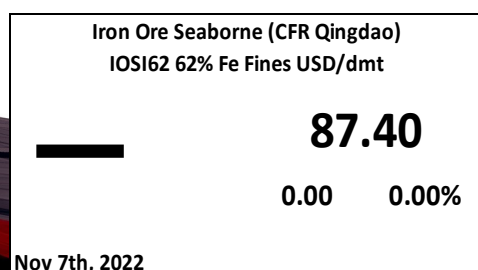 Iron Ore Seaborne (CFR Qingdao)
IOSI62 62% Fe Fines USD/dmt
87.40
0.00 0.00%
Nov 7th, 2022